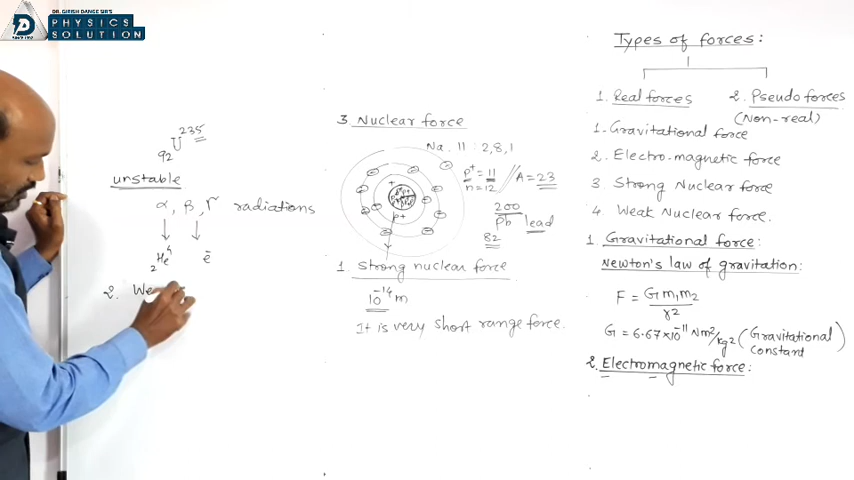 DR. GIRISH DANGE SIR'S
PHYSICS
SOLUTION
92 U 235
unstable
α, β, γ radiations
2 He 4 ē
2. We
3 Nuclear force
Na. 11 : 2,8,1
p+ = 11
n = 12
A = 23
200
Pb lead
82
p+
1. Strong nuclear force
10⁻¹⁴ m
It is very short range force.
Types of forces:
1. Real forces 2. Pseudo forces
(Non-real)
1. Gravitational force
2. Electro-magnetic force
3. Strong Nuclear force
4. Weak Nuclear force.
1. Gravitational force:
Newton's law of gravitation:
F = G m₁m₂ / r²
G = 6.67×10⁻¹¹ Nm²/kg² (Gravitational constant)
2. Electromagnetic force: